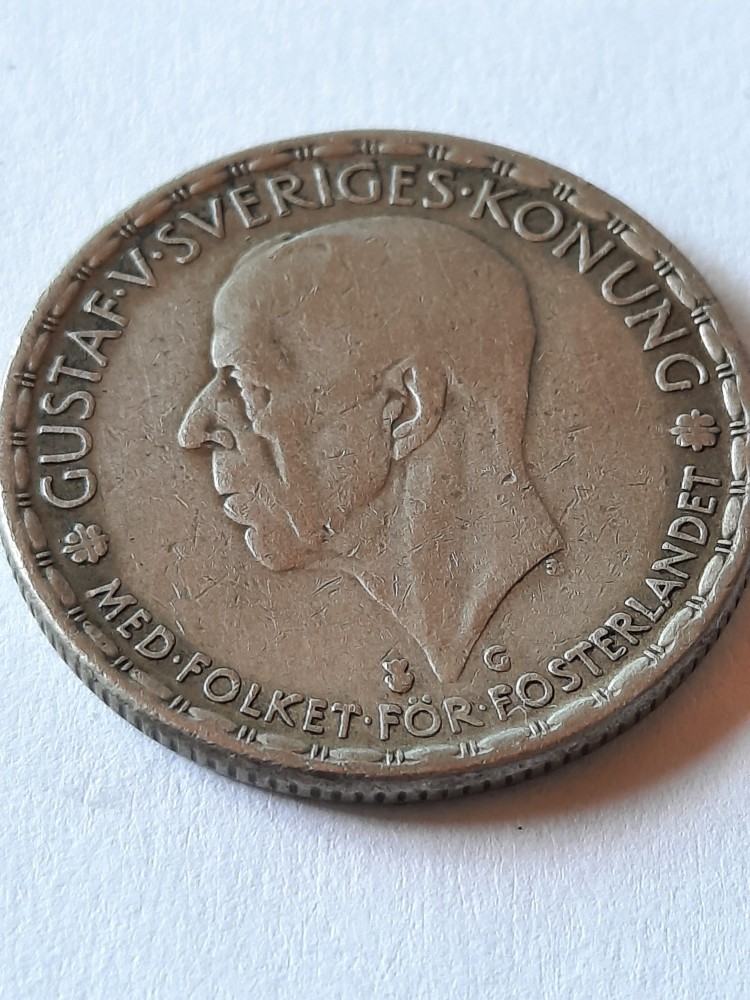 GUSTAF·V·SVERIGES·KONUNG
MED·FOLKET·FÖR·FOSTERLANDET
G